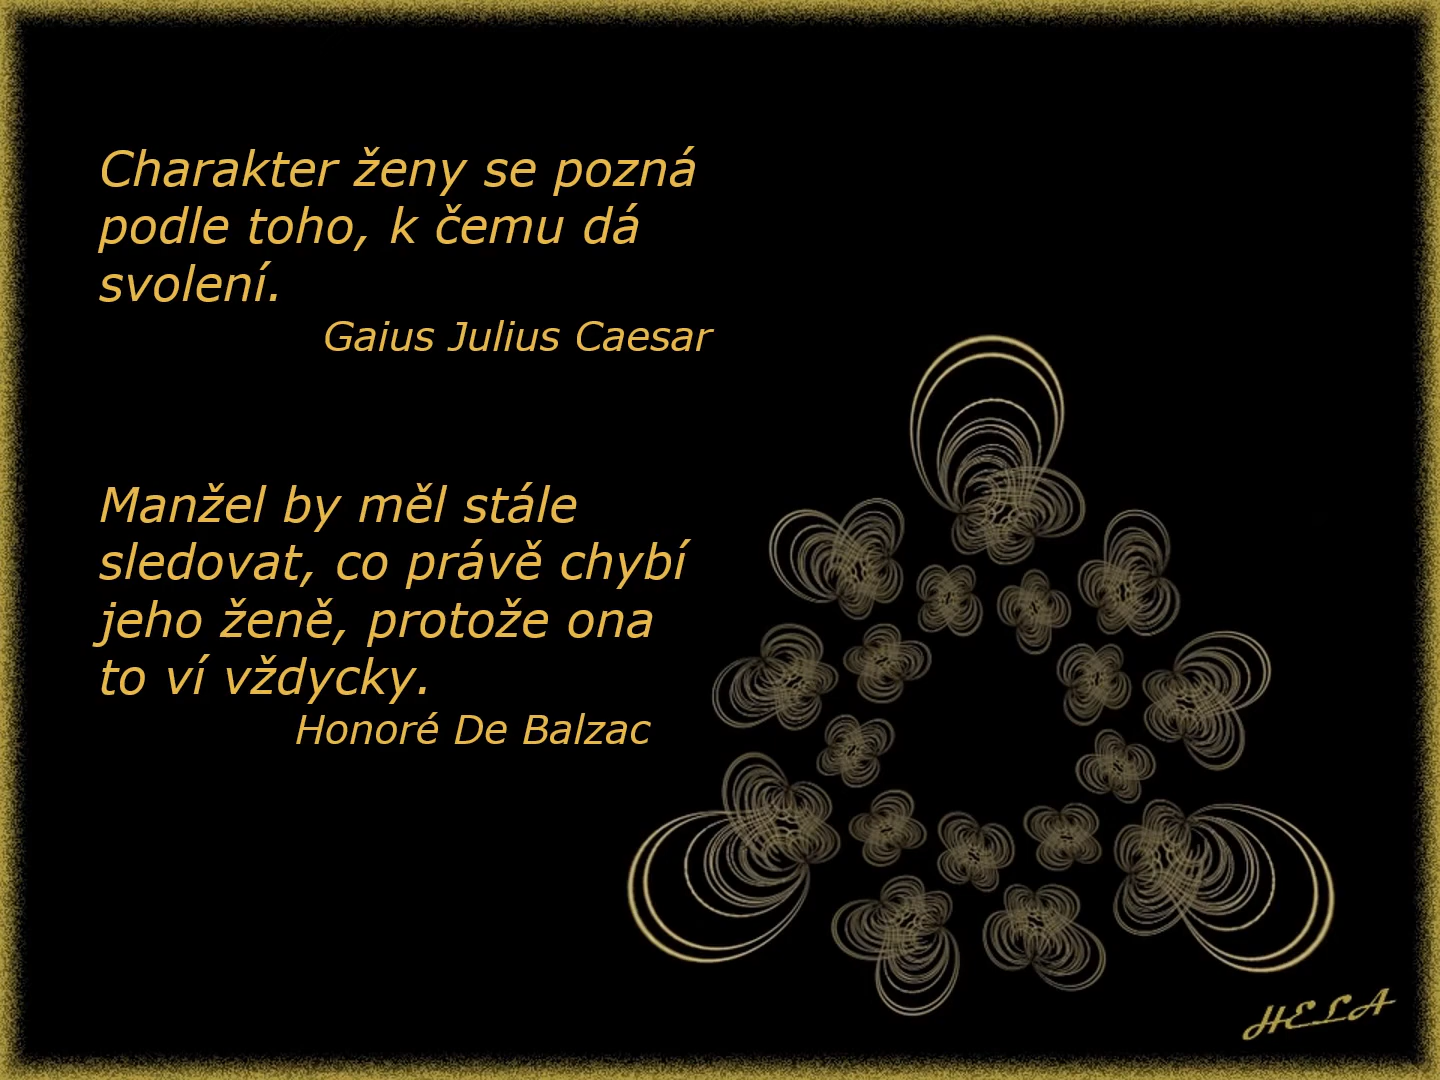 Charakter ženy se pozná
podle toho, k čemu dá
svolení.
Gaius Julius Caesar
Manžel by měl stále
sledovat, co právě chybí
jeho ženě, protože ona
to ví vždycky.
Honoré De Balzac
HELA